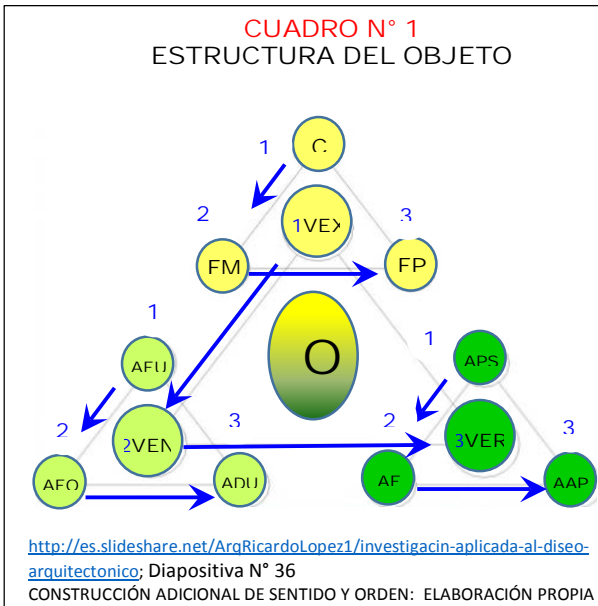 CUADRO N° 1
ESTRUCTURA DEL OBJETO
1
C
2
1VEX
3
FM
FP
1
O
1
AFU
APS
2
3
2
3
2VEN
3VER
AFO
ADU
AF
AAP
http://es.slideshare.net/ArqRicardoLopez1/investigacin-aplicada-al-diseo-
arquitectonico; Diapositiva N° 36
CONSTRUCCIÓN ADICIONAL DE SENTIDO Y ORDEN: ELABORACIÓN PROPIA